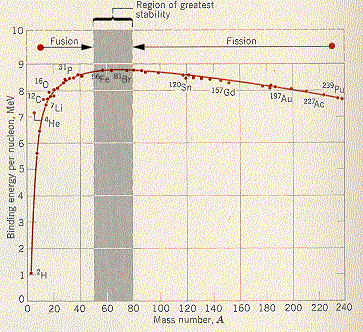 Region of greatest
stability
Fusion
Fission
Binding energy per nucleon, MeV
10
9
8
7
6
5
4
3
2
1
0
³¹P
¹⁶O
¹²C
⁷Li
⁴He
²H
⁵⁶Fe
⁸¹Br
¹²⁰Sn
¹⁵⁷Gd
¹⁹⁷Au
²²⁷Ac
²³⁹Pu
0 20 40 60 80 100 120 140 160 180 200 220 240
Mass number, A